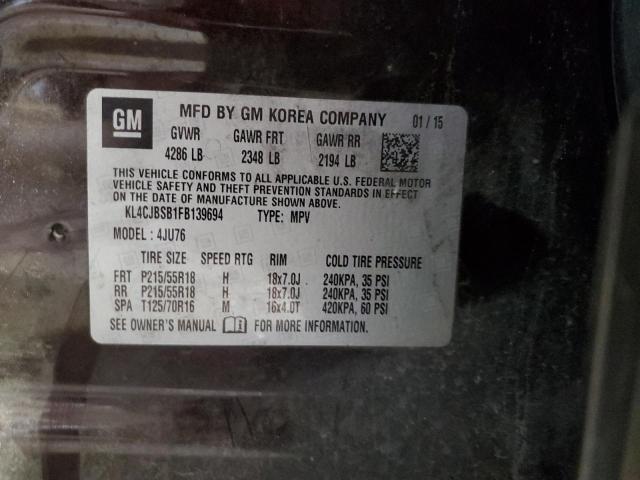 GM MFD BY GM KOREA COMPANY 01 / 15
GVWR GAWR FRT GAWR RR
4286 LB 2348 LB 2194 LB
THIS VEHICLE CONFORMS TO ALL APPLICABLE U.S. FEDERAL MOTOR
VEHICLE SAFETY AND THEFT PREVENTION STANDARDS IN EFFECT
ON THE DATE OF MANUFACTURE SHOWN ABOVE.
KL4CJBSB1FB139694 TYPE: MPV
MODEL : 4JU76
TIRE SIZE SPEED RTG RIM COLD TIRE PRESSURE
FRT P215/55R18 H 18x7.0J 240KPA, 35 PSI
RR P215/55R18 H 18x7.0J 240KPA, 35 PSI
SPA T125/70R16 M 16x4.0T 420KPA, 60 PSI
SEE OWNER'S MANUAL FOR MORE INFORMATION.